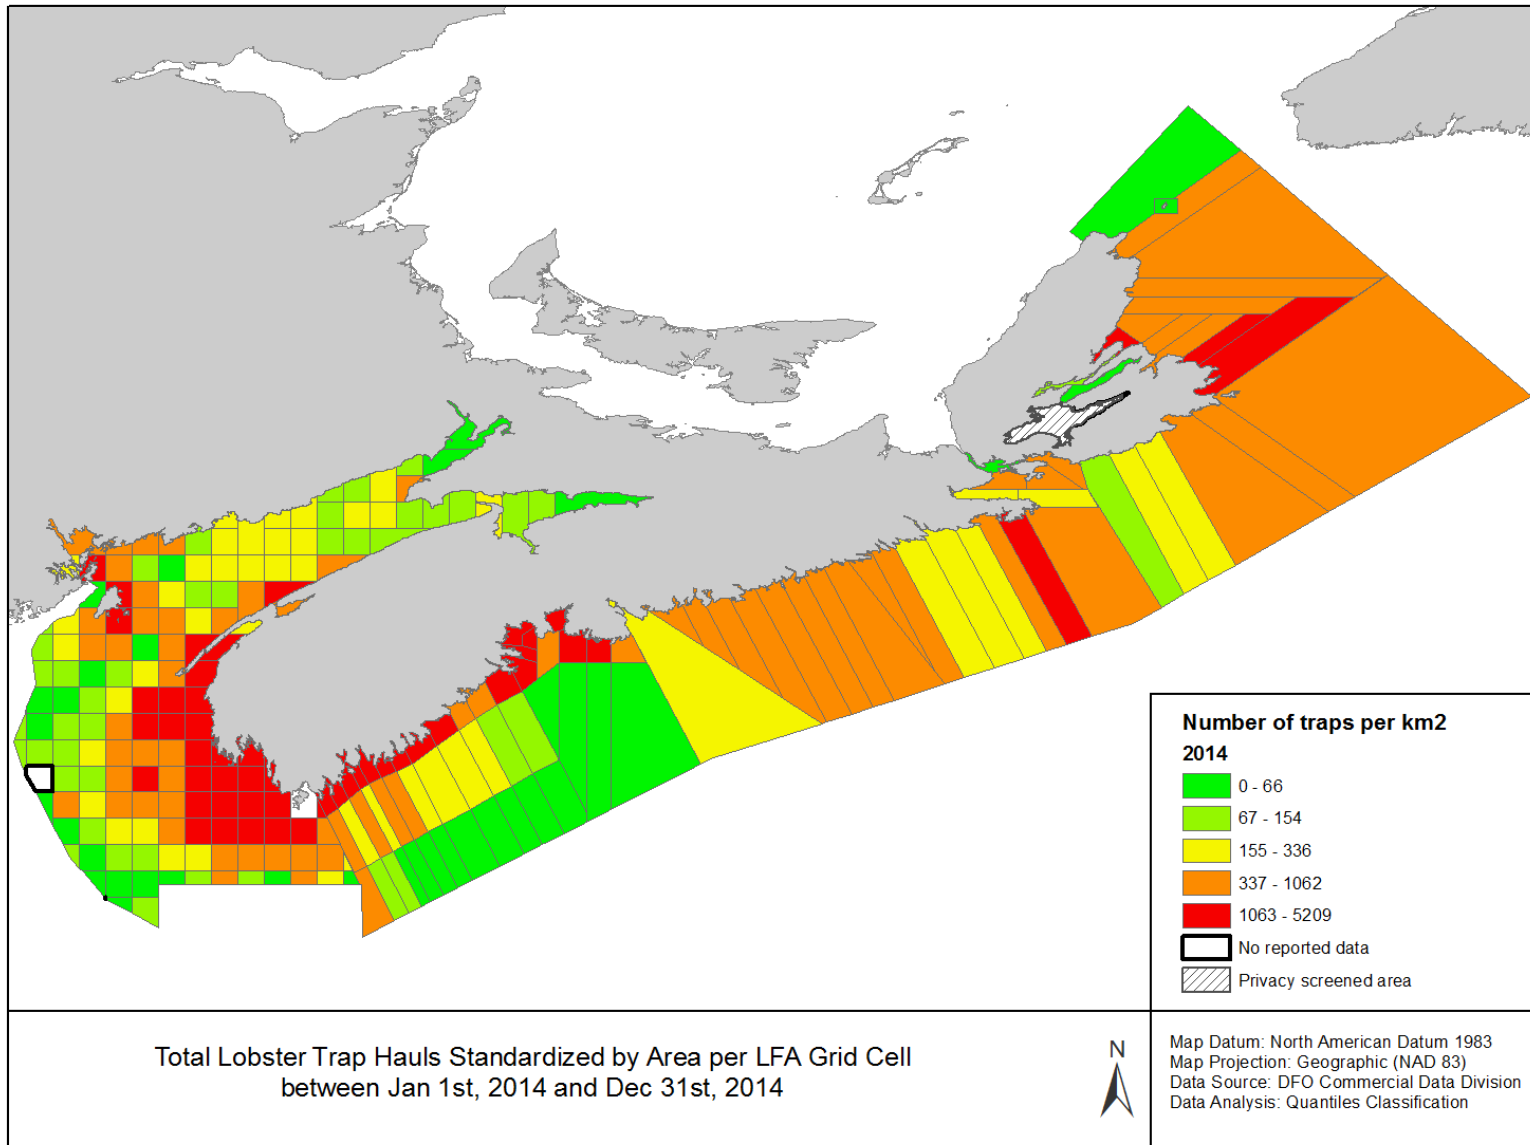 Number of traps per km2
2014
0 - 66
67 - 154
155 - 336
337 - 1062
1063 - 5209
No reported data
Privacy screened area
Total Lobster Trap Hauls Standardized by Area per LFA Grid Cell
between Jan 1st, 2014 and Dec 31st, 2014
N
Map Datum: North American Datum 1983
Map Projection: Geographic (NAD 83)
Data Source: DFO Commercial Data Division
Data Analysis: Quantiles Classification